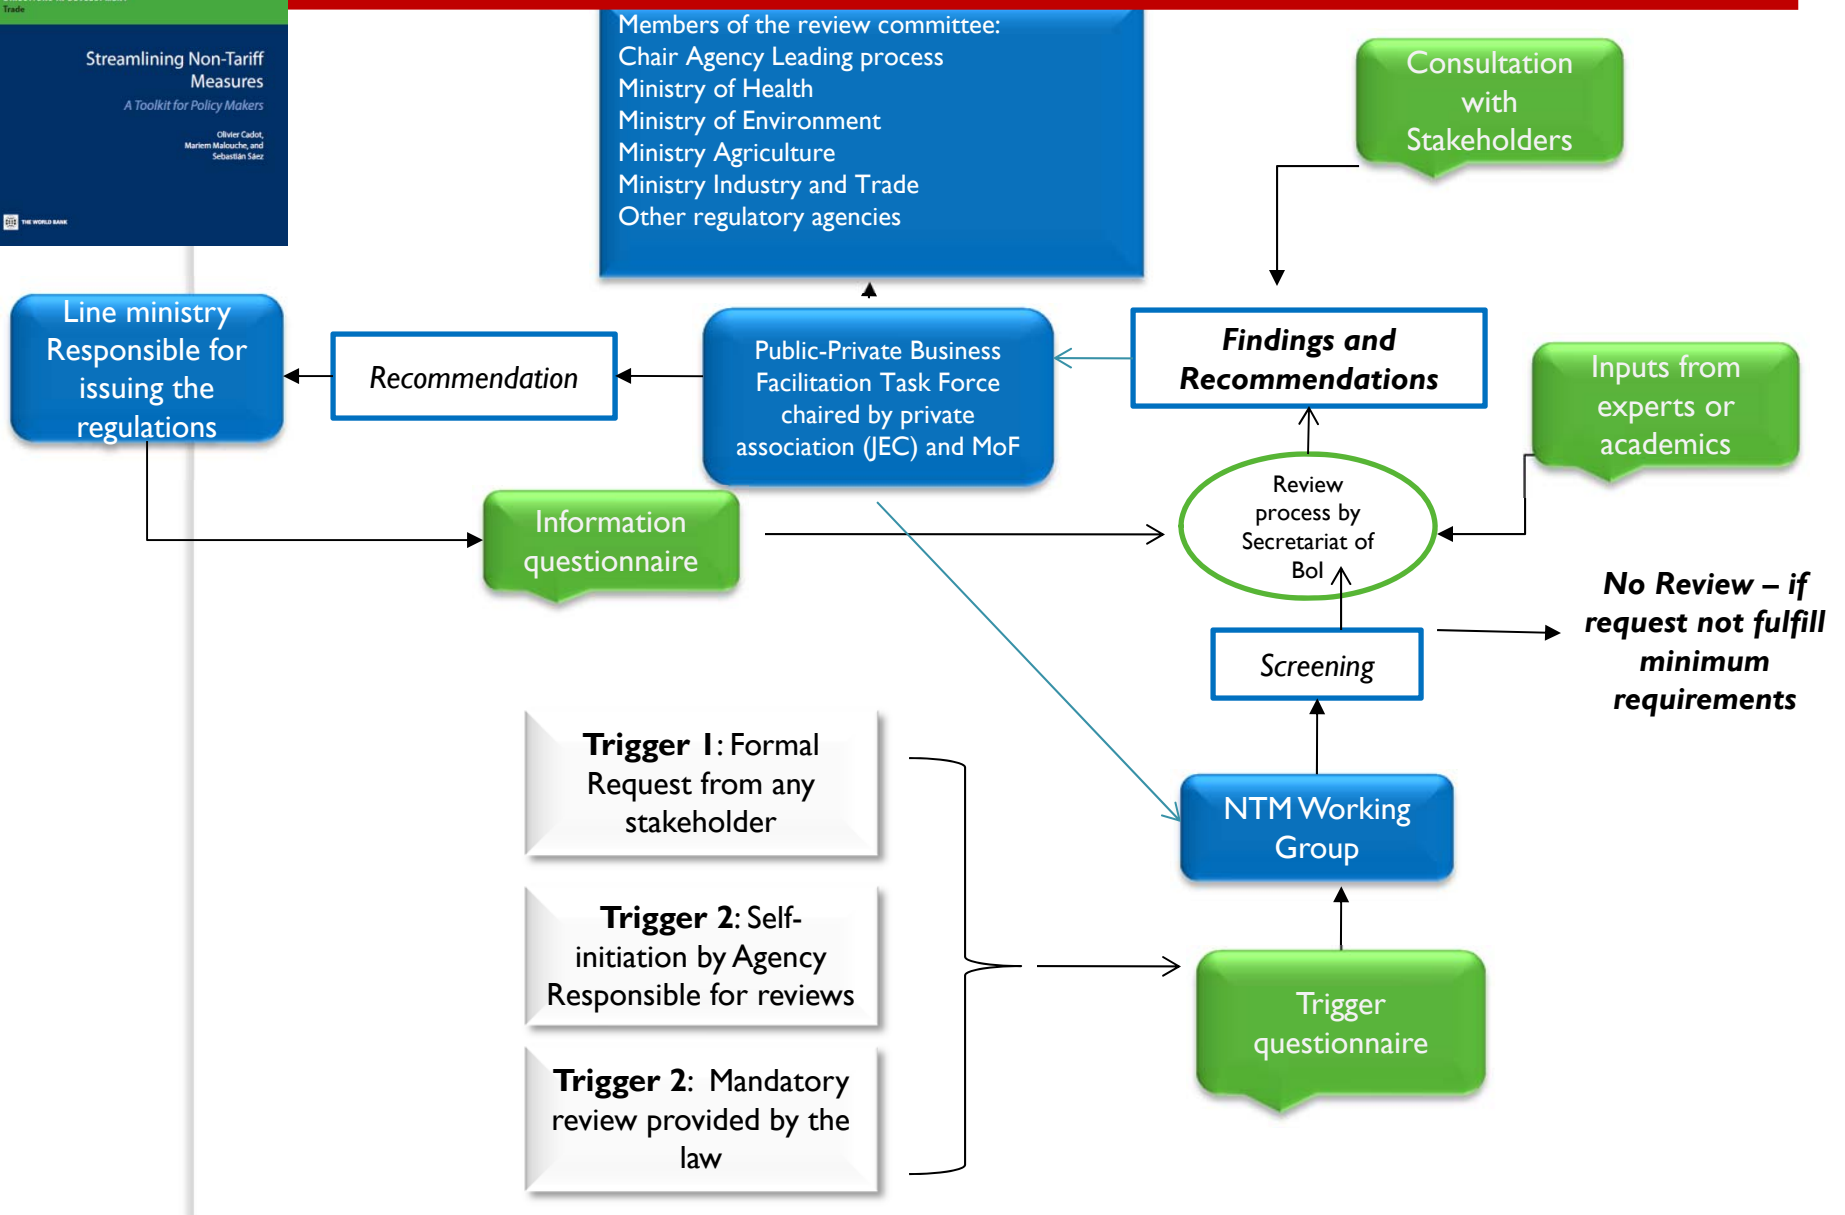 Trade
Streamlining Non-Tariff
Measures
A Toolkit for Policy Makers
Olivier Cadot,
Mariem Malouche, and
Sebastián Sáez
THE WORLD BANK
Members of the review committee:
Chair Agency Leading process
Ministry of Health
Ministry of Environment
Ministry Agriculture
Ministry Industry and Trade
Other regulatory agencies
Consultation
with
Stakeholders
Line ministry
Responsible for
issuing the
regulations
Recommendation
Public-Private Business
Facilitation Task Force
chaired by private
association (JEC) and MoF
Findings and
Recommendations
Inputs from
experts or
academics
Information
questionnaire
Review
process by
Secretariat of
BoI
No Review – if
request not fulfill
minimum
requirements
Screening
Trigger 1: Formal
Request from any
stakeholder
NTM Working
Group
Trigger 2: Self-
initiation by Agency
Responsible for reviews
Trigger
questionnaire
Trigger 2: Mandatory
review provided by the
law